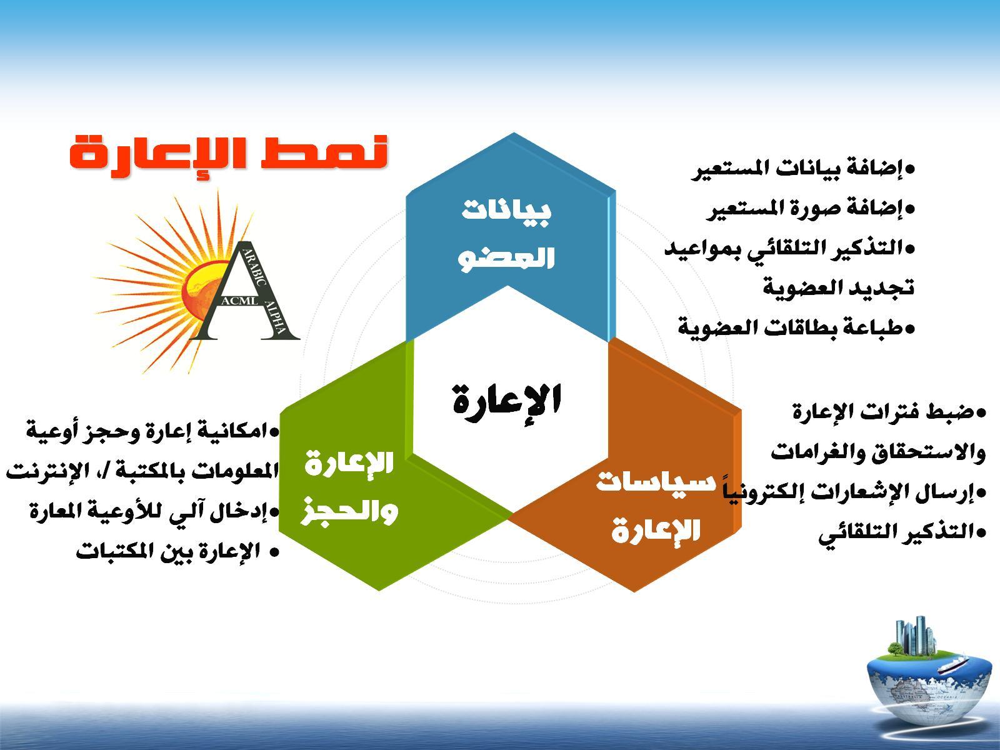 نمط الإعارة
ARABIC
ACML
ALPHA
بيانات
العضو
•إضافة بيانات المستعير
•إضافة صورة المستعير
•التذكير التلقائي بمواعيد
تجديد العضوية
•طباعة بطاقات العضوية
الإعارة
سياسات
الإعارة
•ضبط فترات الإعارة
والاستحقاق والغرامات
•إرسال الإشعارات إلكترونياً
•التذكير التلقائي
الإعارة
والحجز
•امكانية إعارة وحجز أوعية
المعلومات بالمكتبة /، الإنترنت
•إدخال آلي للأوعية المعارة
• الإعارة بين المكتبات
AUSTRALIA
OCEANIA